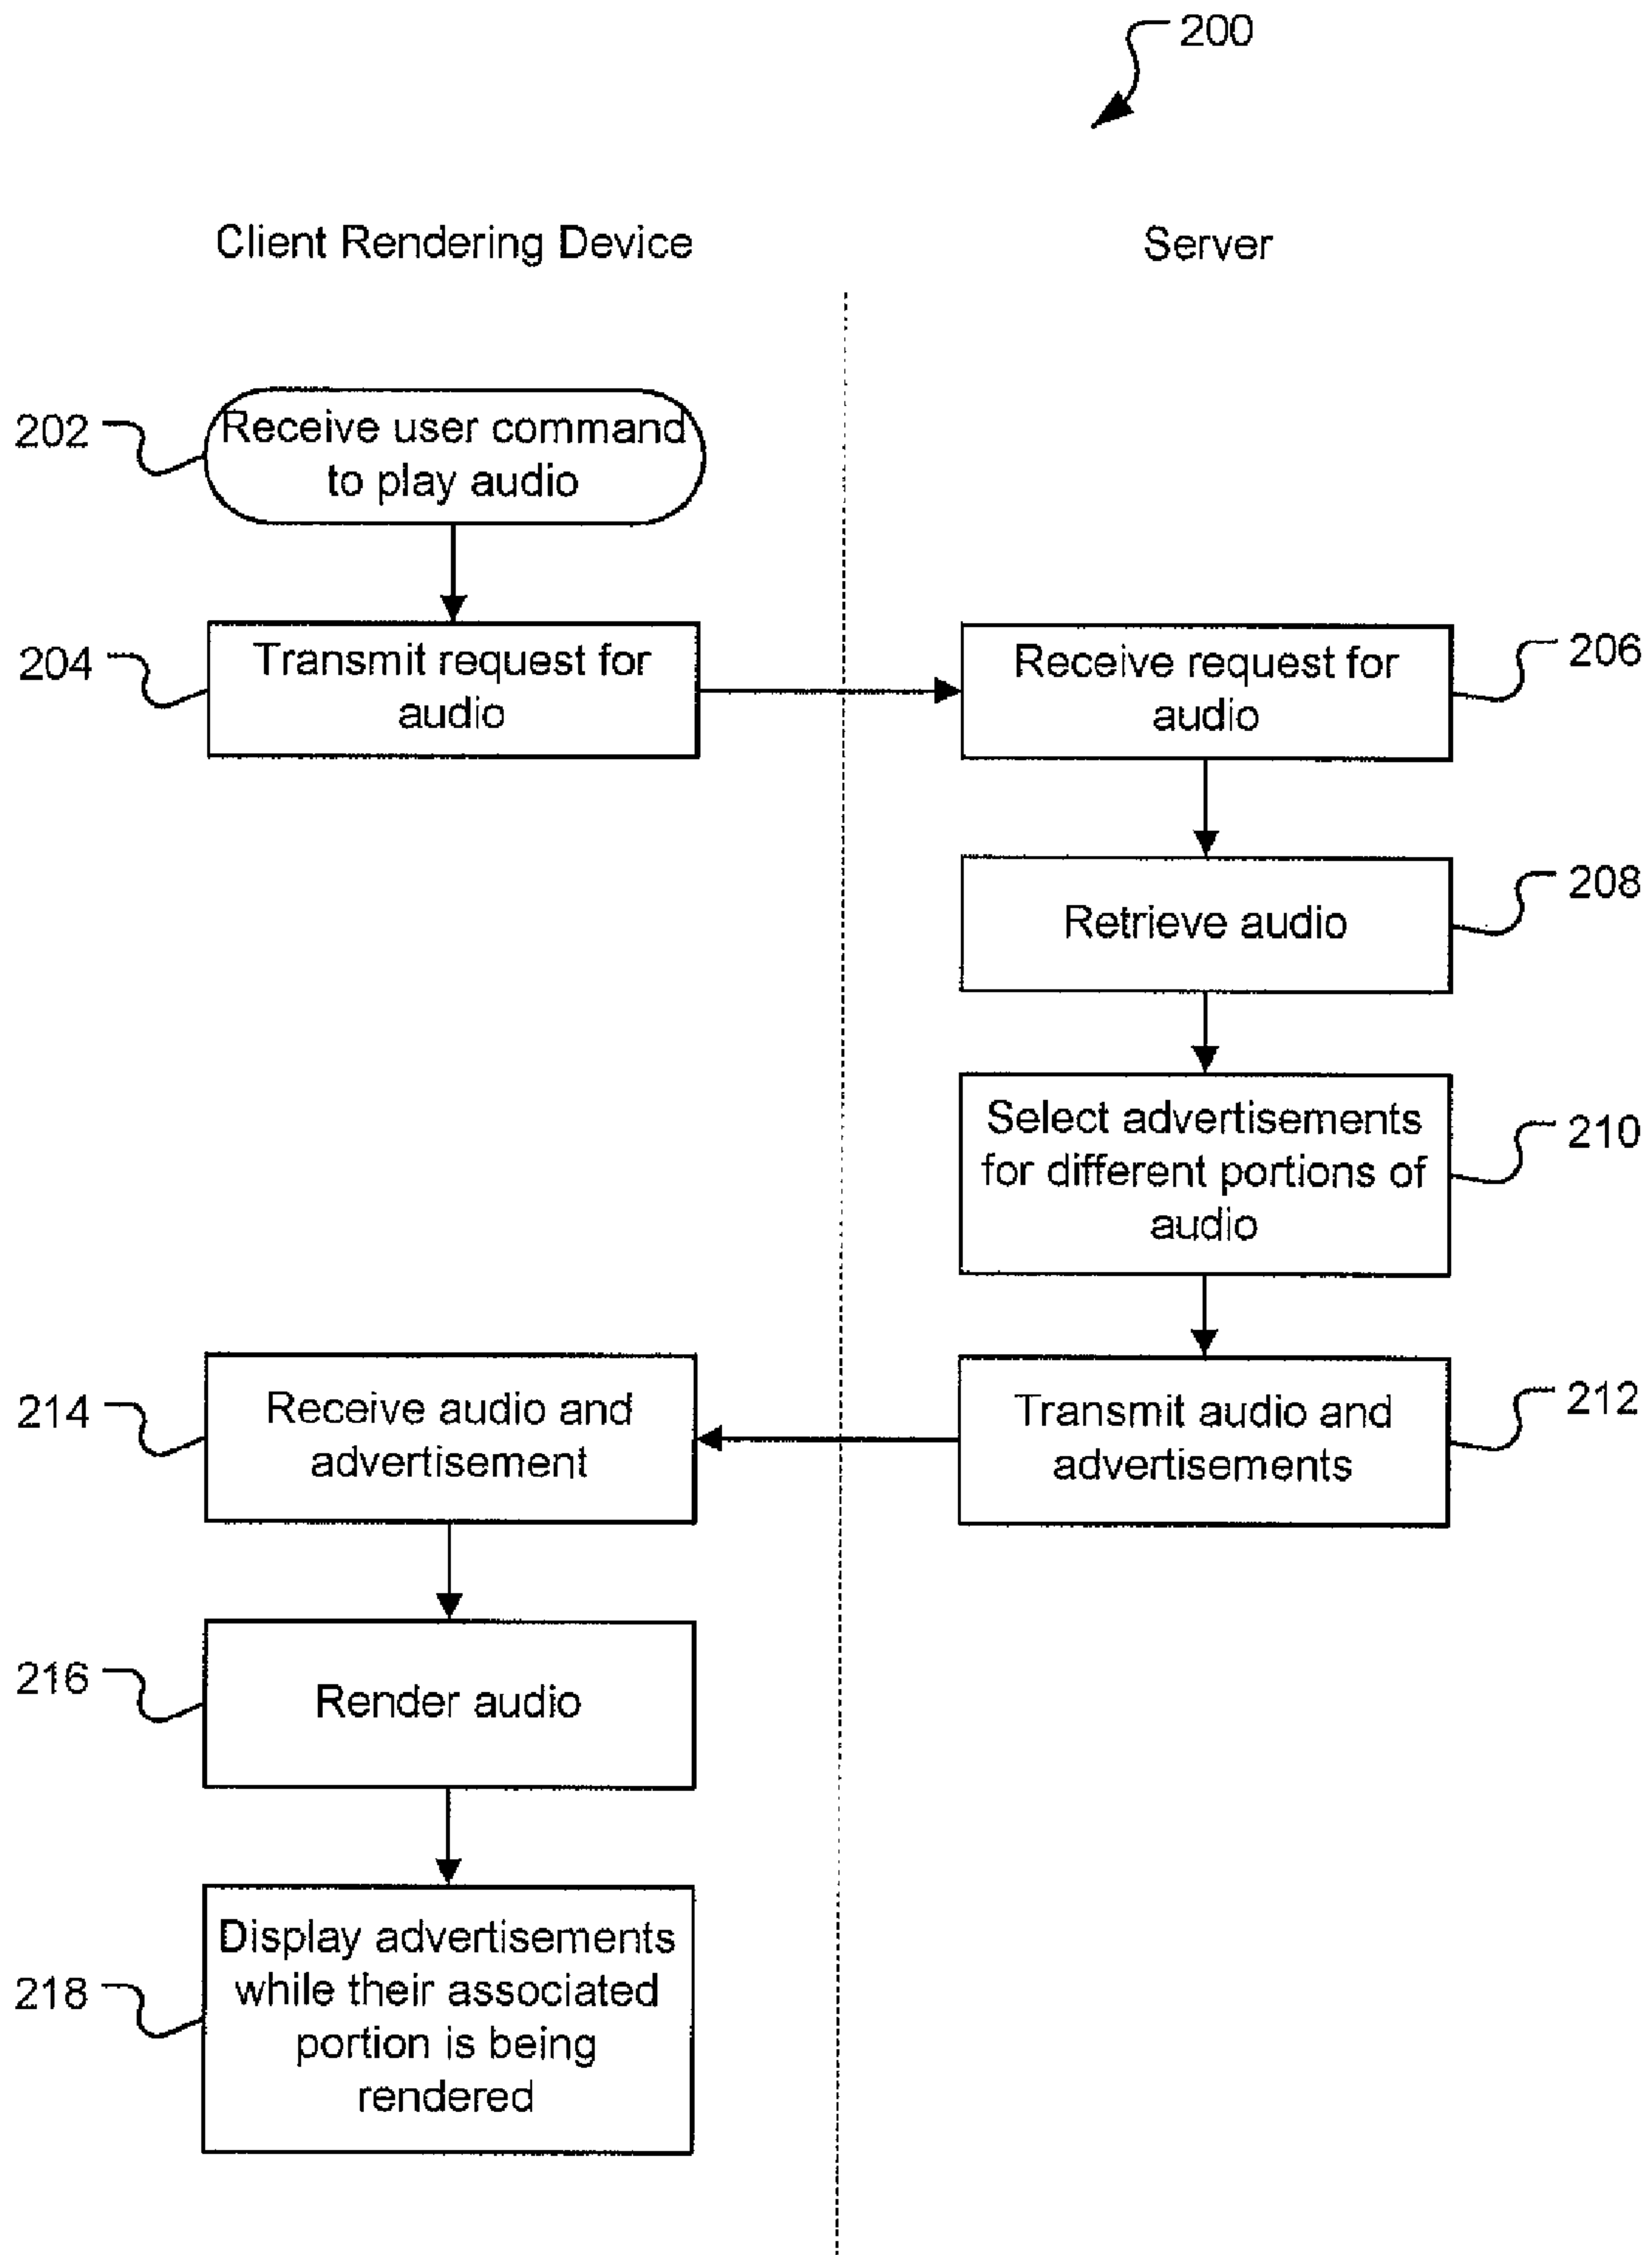 200
Client Rendering Device
Server
202
Receive user command
to play audio
204
Transmit request for
audio
Receive request for
audio
206
Retrieve audio
208
Select advertisements
for different portions of
audio
210
Transmit audio and
advertisements
212
214
Receive audio and
advertisement
216
Render audio
218
Display advertisements
while their associated
portion is being
rendered